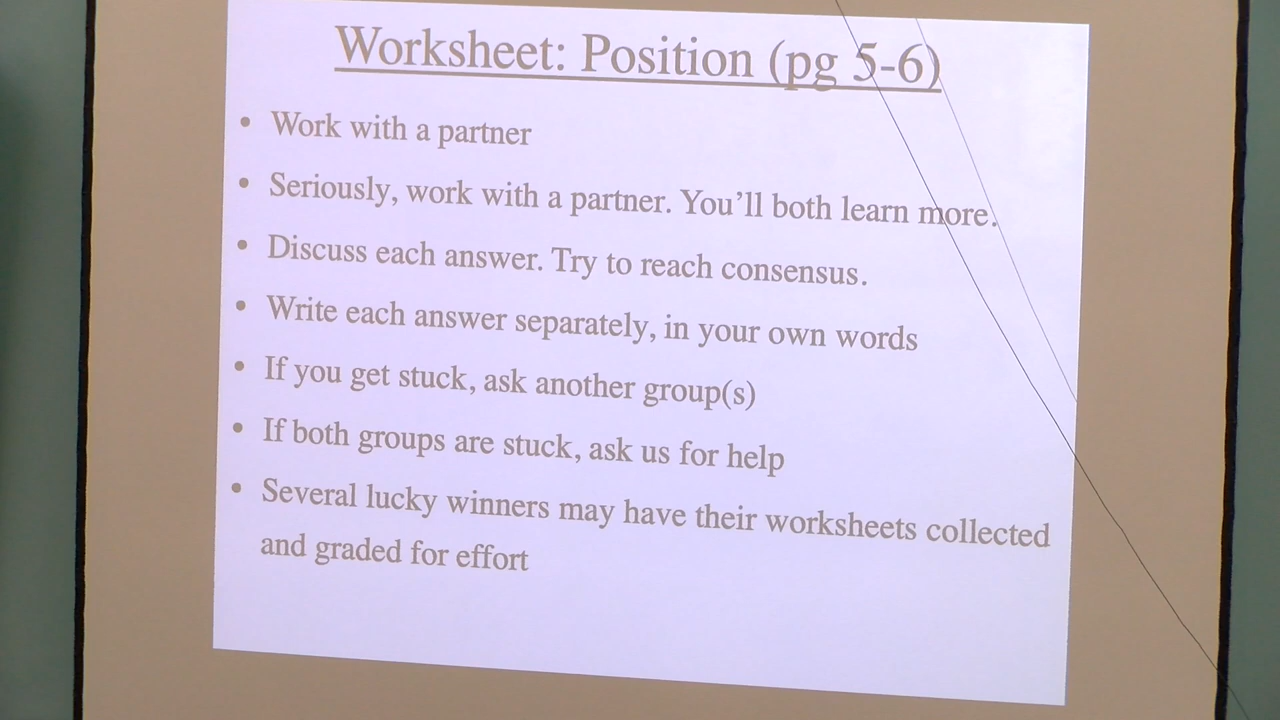 Worksheet: Position (pg 5-6)
• Work with a partner
• Seriously, work with a partner. You'll both learn more.
• Discuss each answer. Try to reach consensus.
• Write each answer separately, in your own words
• If you get stuck, ask another group(s)
• If both groups are stuck, ask us for help
• Several lucky winners may have their worksheets collected
and graded for effort